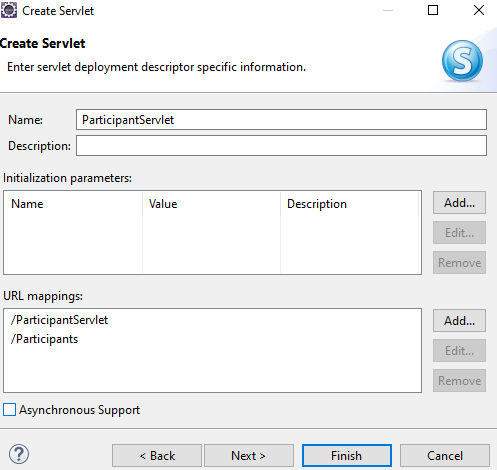 Create Servlet
Create Servlet
Enter servlet deployment descriptor specific information.
S
Name: ParticipantServlet
Description:
Initialization parameters:
Name Value Description
Add...
Edit...
Remove
URL mappings:
/ParticipantServlet
/Participants
Add...
Edit...
Remove
Asynchronous Support
? < Back Next > Finish Cancel